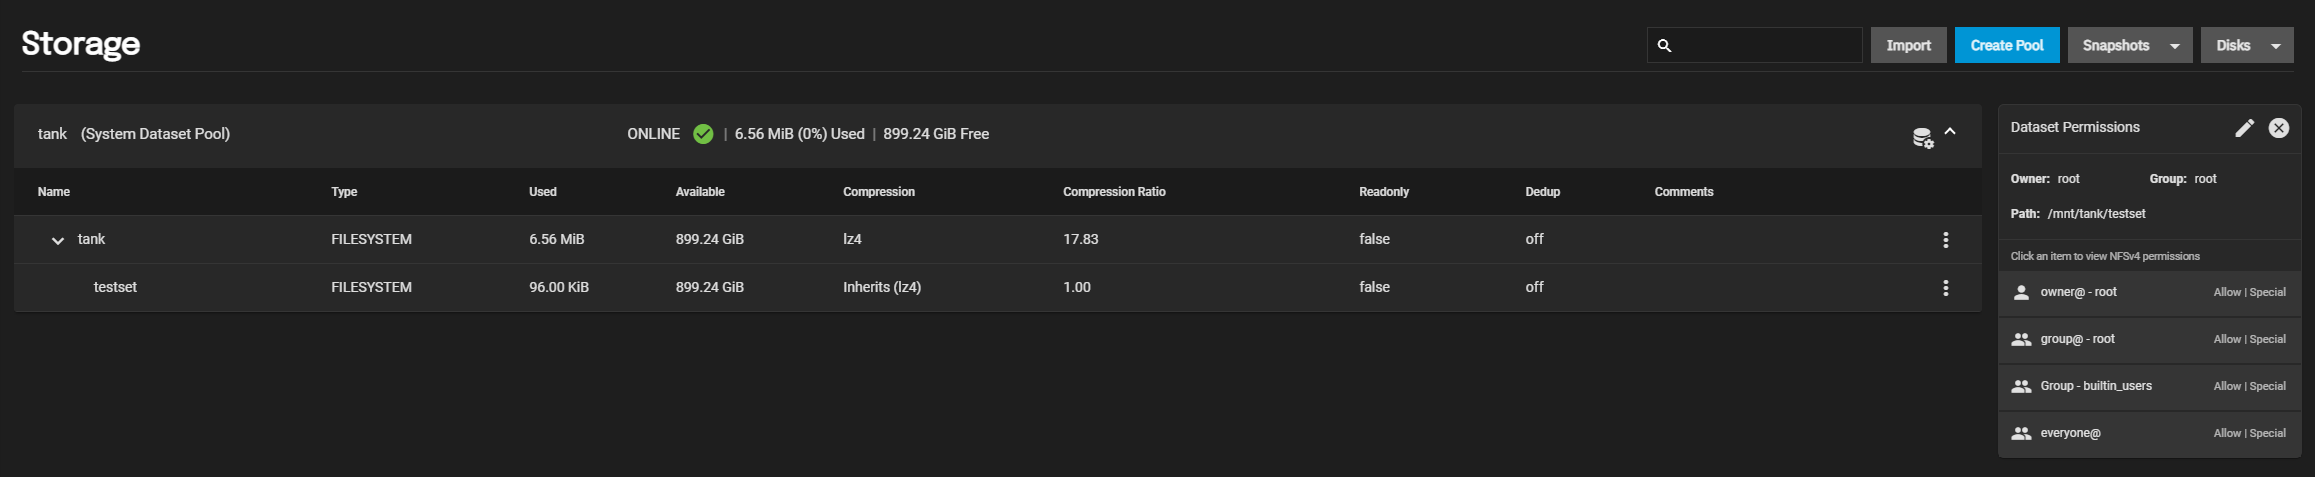 Storage
Import
Create Pool
Snapshots
Disks
tank (System Dataset Pool)
ONLINE | 6.56 MiB (0%) Used | 899.24 GiB Free
Name Type Used Available Compression Compression Ratio Readonly Dedup Comments
tank FILESYSTEM 6.56 MiB 899.24 GiB lz4 17.83 false off
testset FILESYSTEM 96.00 KiB 899.24 GiB Inherits (lz4) 1.00 false off
Dataset Permissions
Owner: root Group: root
Path: /mnt/tank/testset
Click an item to view NFSv4 permissions
owner@ - root Allow | Special
group@ - root Allow | Special
Group - builtin_users Allow | Special
everyone@ Allow | Special